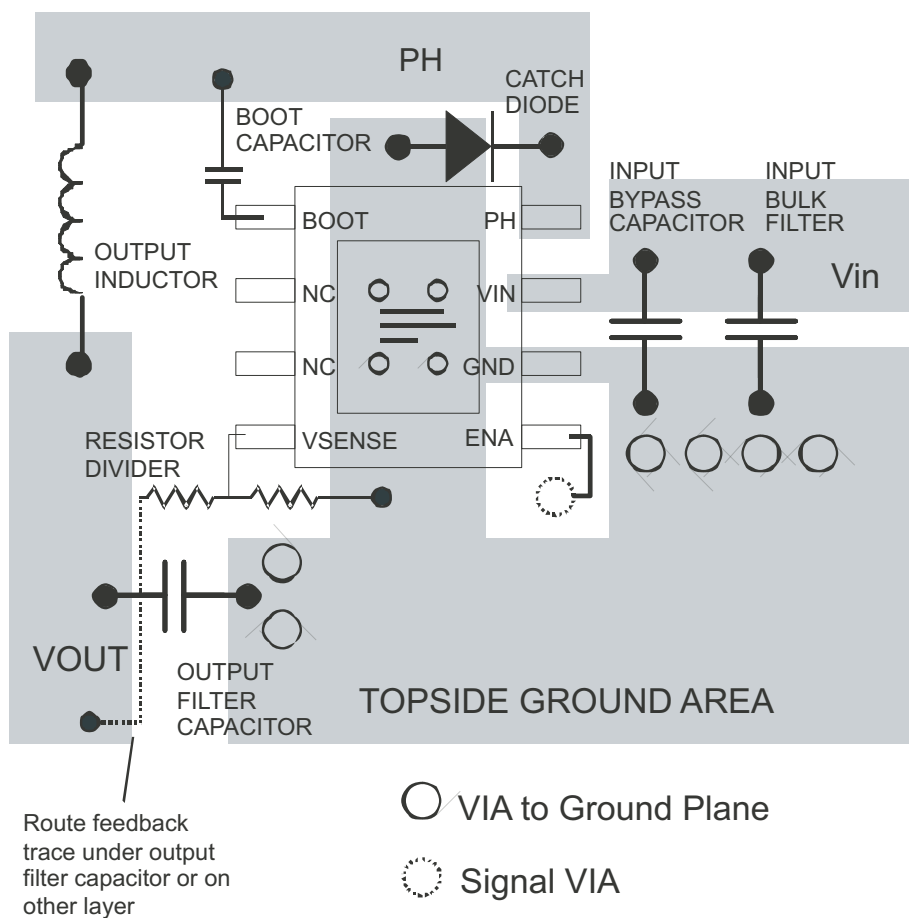 PH
CATCH
DIODE
BOOT
CAPACITOR
INPUT
BYPASS
CAPACITOR
INPUT
BULK
FILTER
BOOT
PH
OUTPUT
INDUCTOR
NC
VIN
Vin
NC
GND
RESISTOR
DIVIDER
VSENSE
ENA
VOUT
OUTPUT
FILTER
CAPACITOR
TOPSIDE GROUND AREA
Route feedback
trace under output
filter capacitor or on
other layer
VIA to Ground Plane
Signal VIA